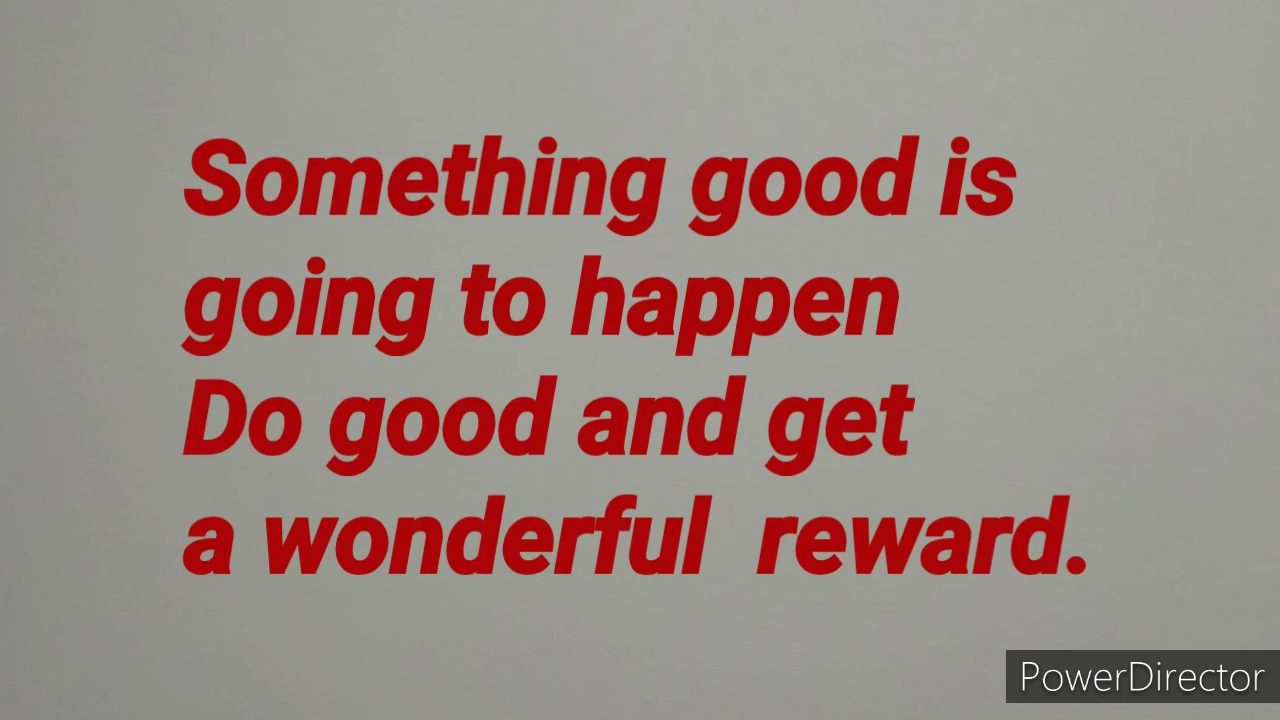 Something good is
going to happen
Do good and get
a wonderful  reward.
PowerDirector